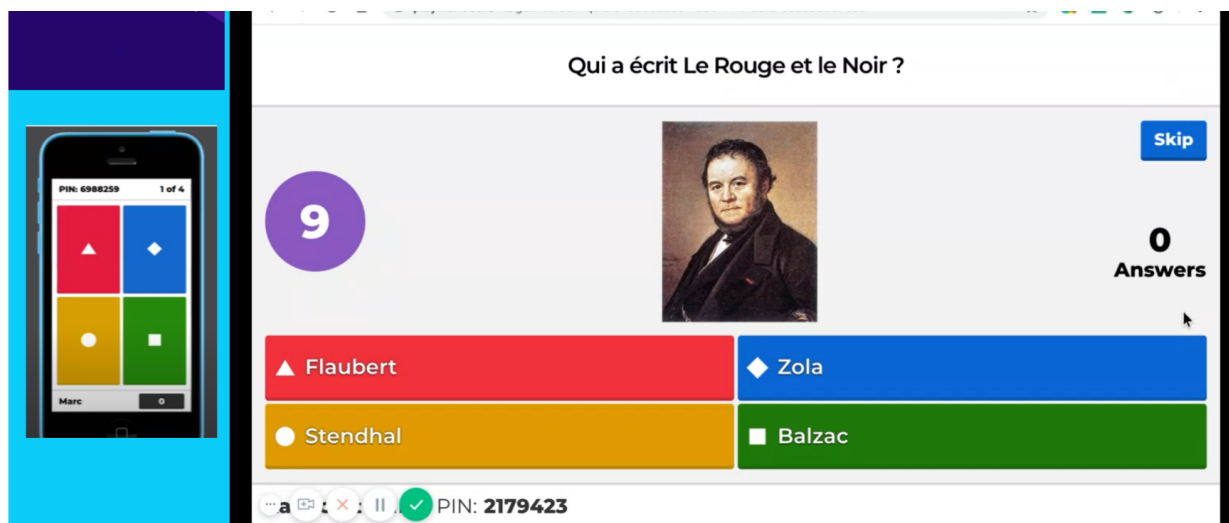 Qui a écrit Le Rouge et le Noir ?
Skip
PIN: 6988259 1 of 4
9
0
Answers
Flaubert
Zola
Marc 0
Stendhal
Balzac
PIN: 2179423